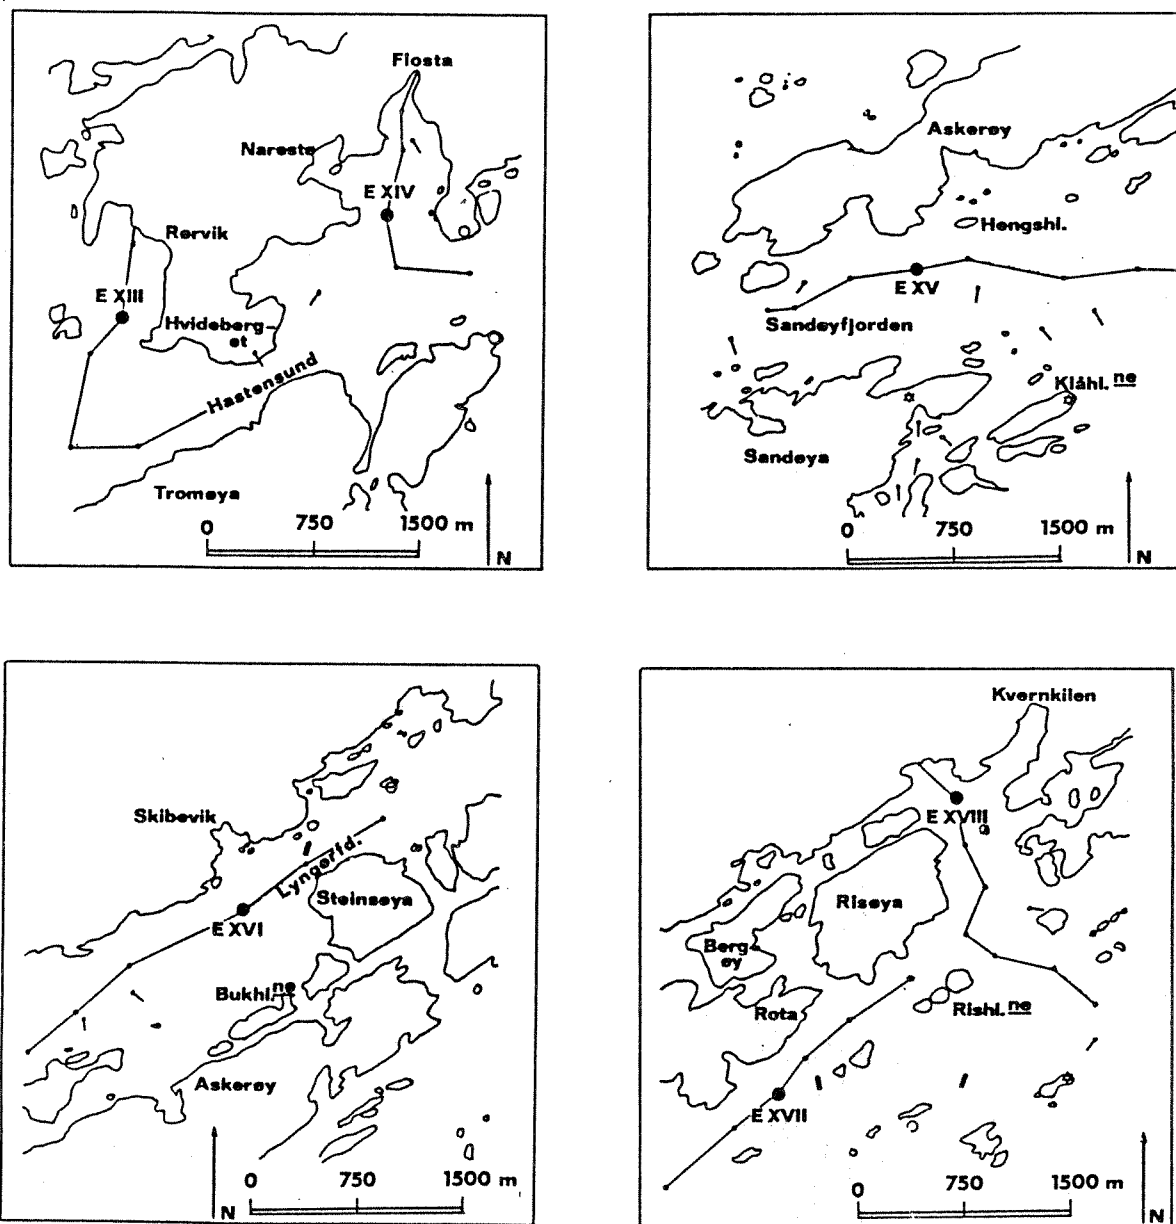 Flosta
Narestø
E XIV
Rørvik
E XIII
Hvideberg-
et
Hastensund
Tromøya
0 750 1500 m
N
Askerøy
Hengshl.
E XV
Sandøyfjorden
Klåhl.ne
Sandøya
0 750 1500 m
N
Skibevik
Lyngørfd.
Steinsøya
E XVI
Bukhl.ne
Askerøy
0 750 1500 m
N
Kvernkilen
E XVIII
Risøya
Berg-
øy
Rota
Rishl.ne
E XVII
0 750 1500 m
N